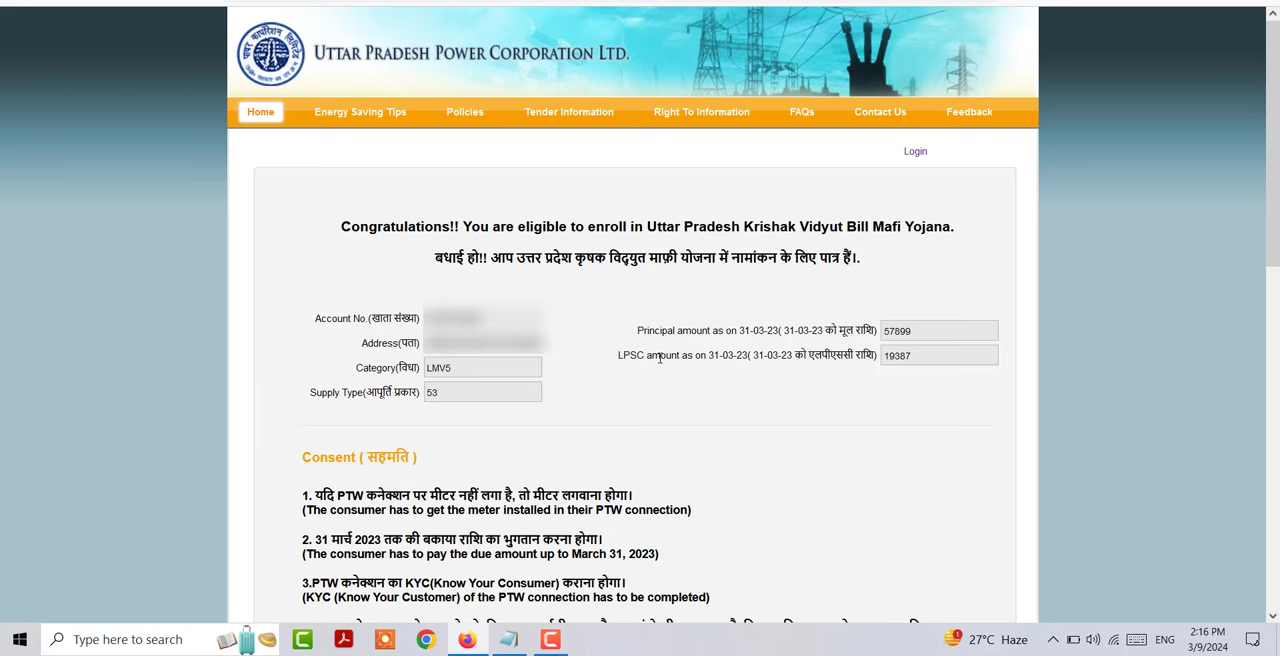 UTTAR PRADESH POWER CORPORATION LTD.
Home Energy Saving Tips Policies Tender Information Right To Information FAQs Contact Us Feedback
Login
Congratulations!! You are eligible to enroll in Uttar Pradesh Krishak Vidyut Bill Mafi Yojana.
बधाई हो!! आप उत्तर प्रदेश कृषक विद्युत माफ़ी योजना में नामांकन के लिए पात्र हैं।.
Account No.(खाता संख्या)
Address(पता)
Category(विधा) LMV5
Supply Type(आपूर्ति प्रकार) 53
Principal amount as on 31-03-23( 31-03-23 को मूल राशि) 57899
LPSC amount as on 31-03-23( 31-03-23 को एलपीएससी राशि) 19387
Consent ( सहमति )
1. यदि PTW कनेक्शन पर मीटर नहीं लगा है, तो मीटर लगवाना होगा।
(The consumer has to get the meter installed in their PTW connection)
2. 31 मार्च 2023 तक की बकाया राशि का भुगतान करना होगा।
(The consumer has to pay the due amount up to March 31, 2023)
3.PTW कनेक्शन का KYC(Know Your Consumer) कराना होगा।
(KYC (Know Your Customer) of the PTW connection has to be completed)
Type here to search
27°C Haze
ENG
2:16 PM
3/9/2024